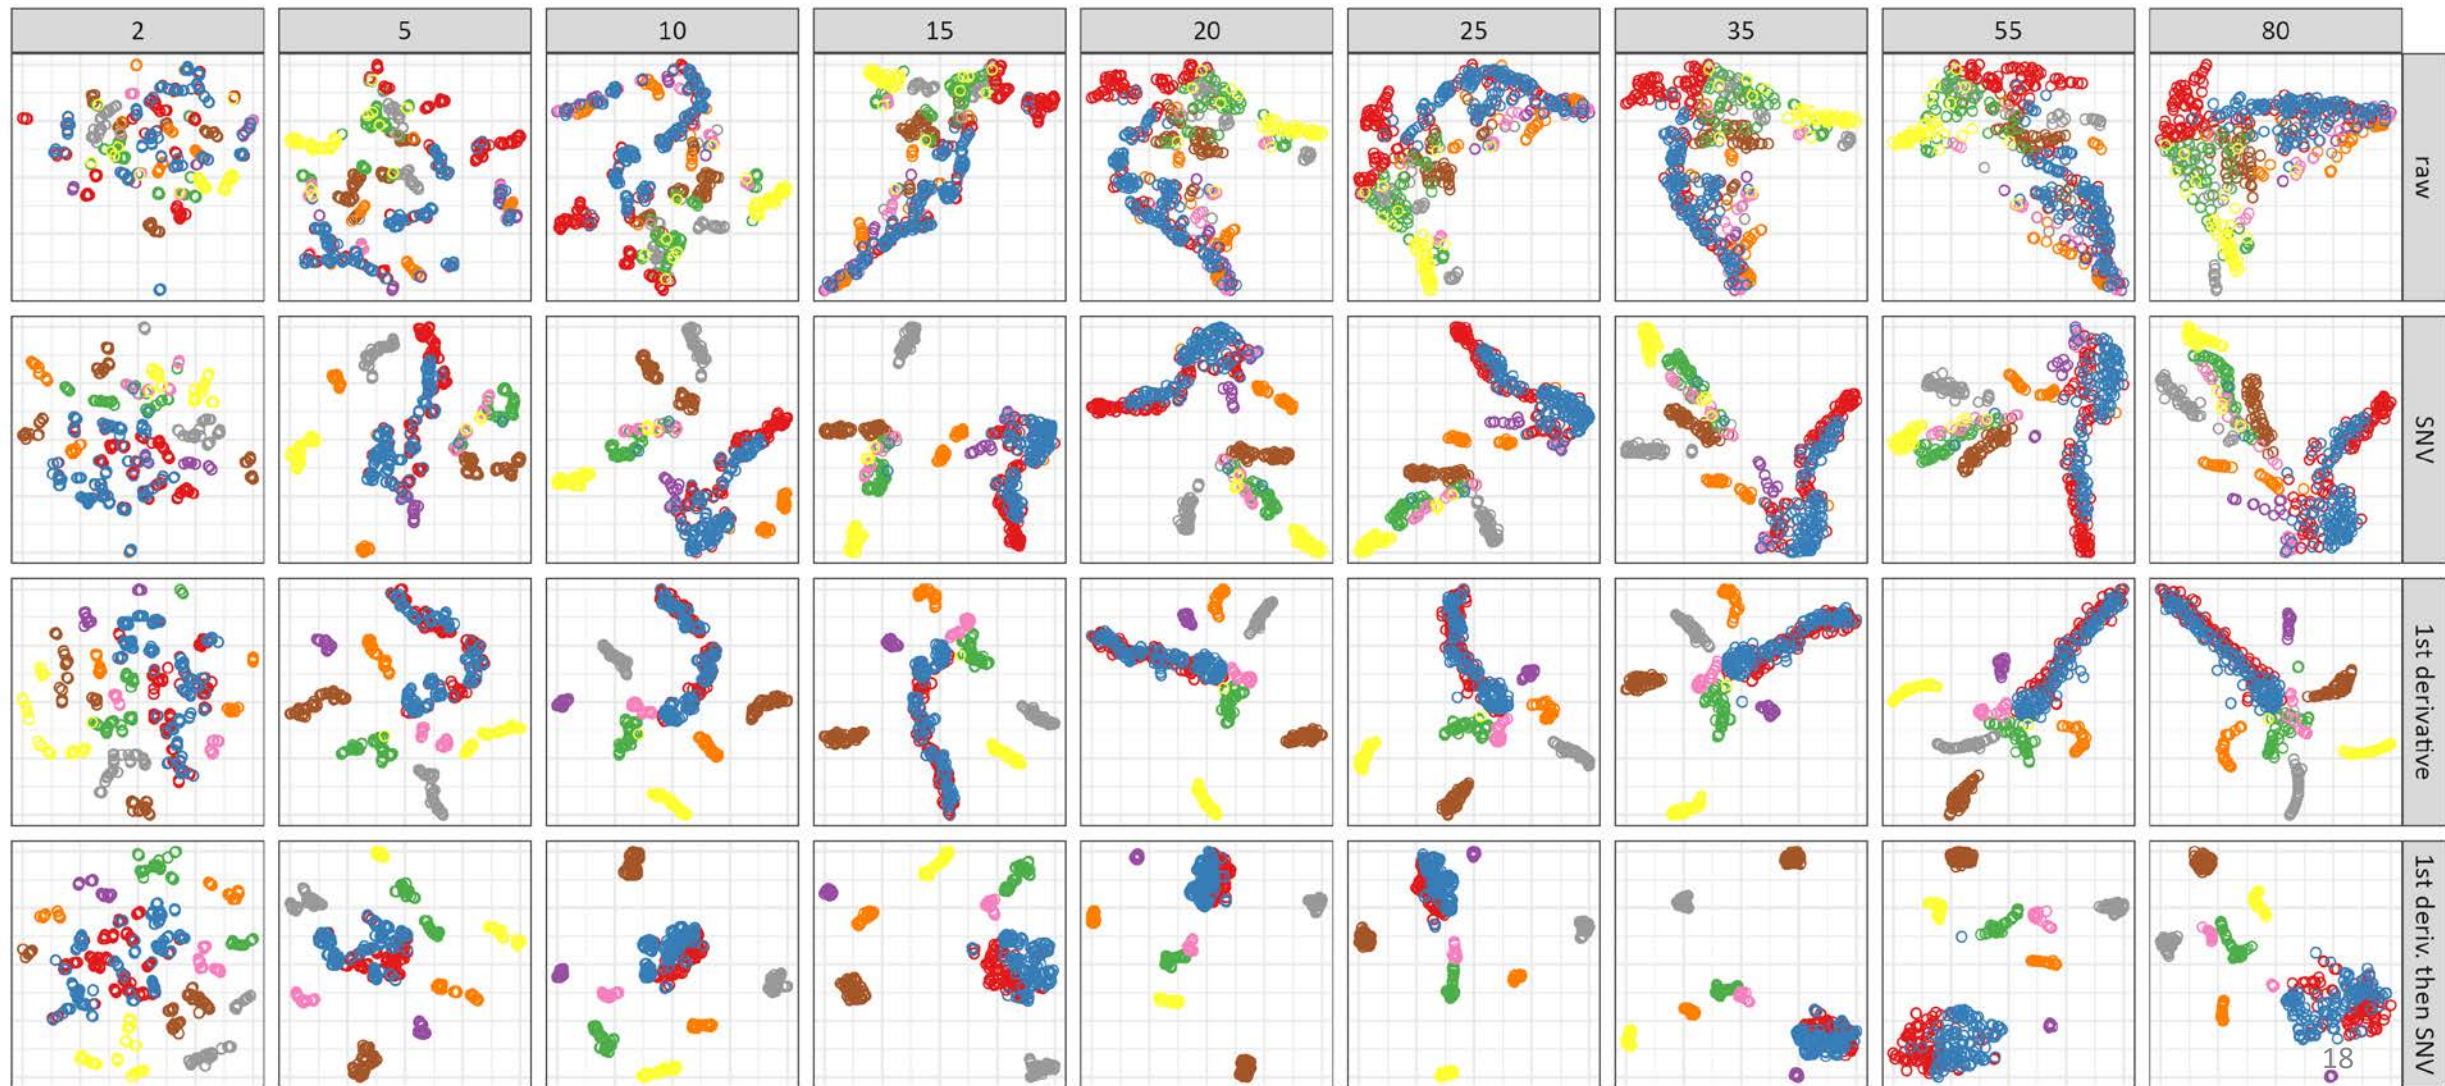 2 5 10 15 20 25 35 55 80
raw
SNV
1st derivative
1st deriv. then SNV
18